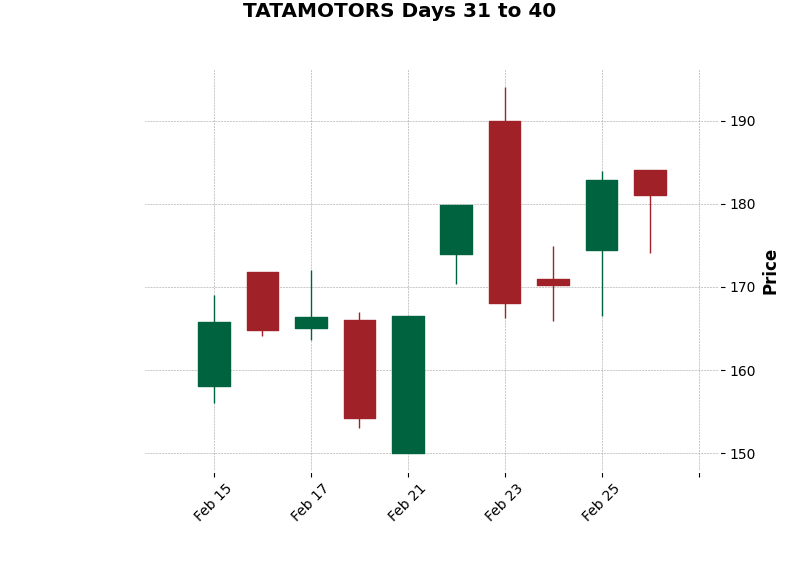 TATAMOTORS Days 31 to 40
190
180
170
160
150
Price
Feb 15
Feb 17
Feb 21
Feb 23
Feb 25